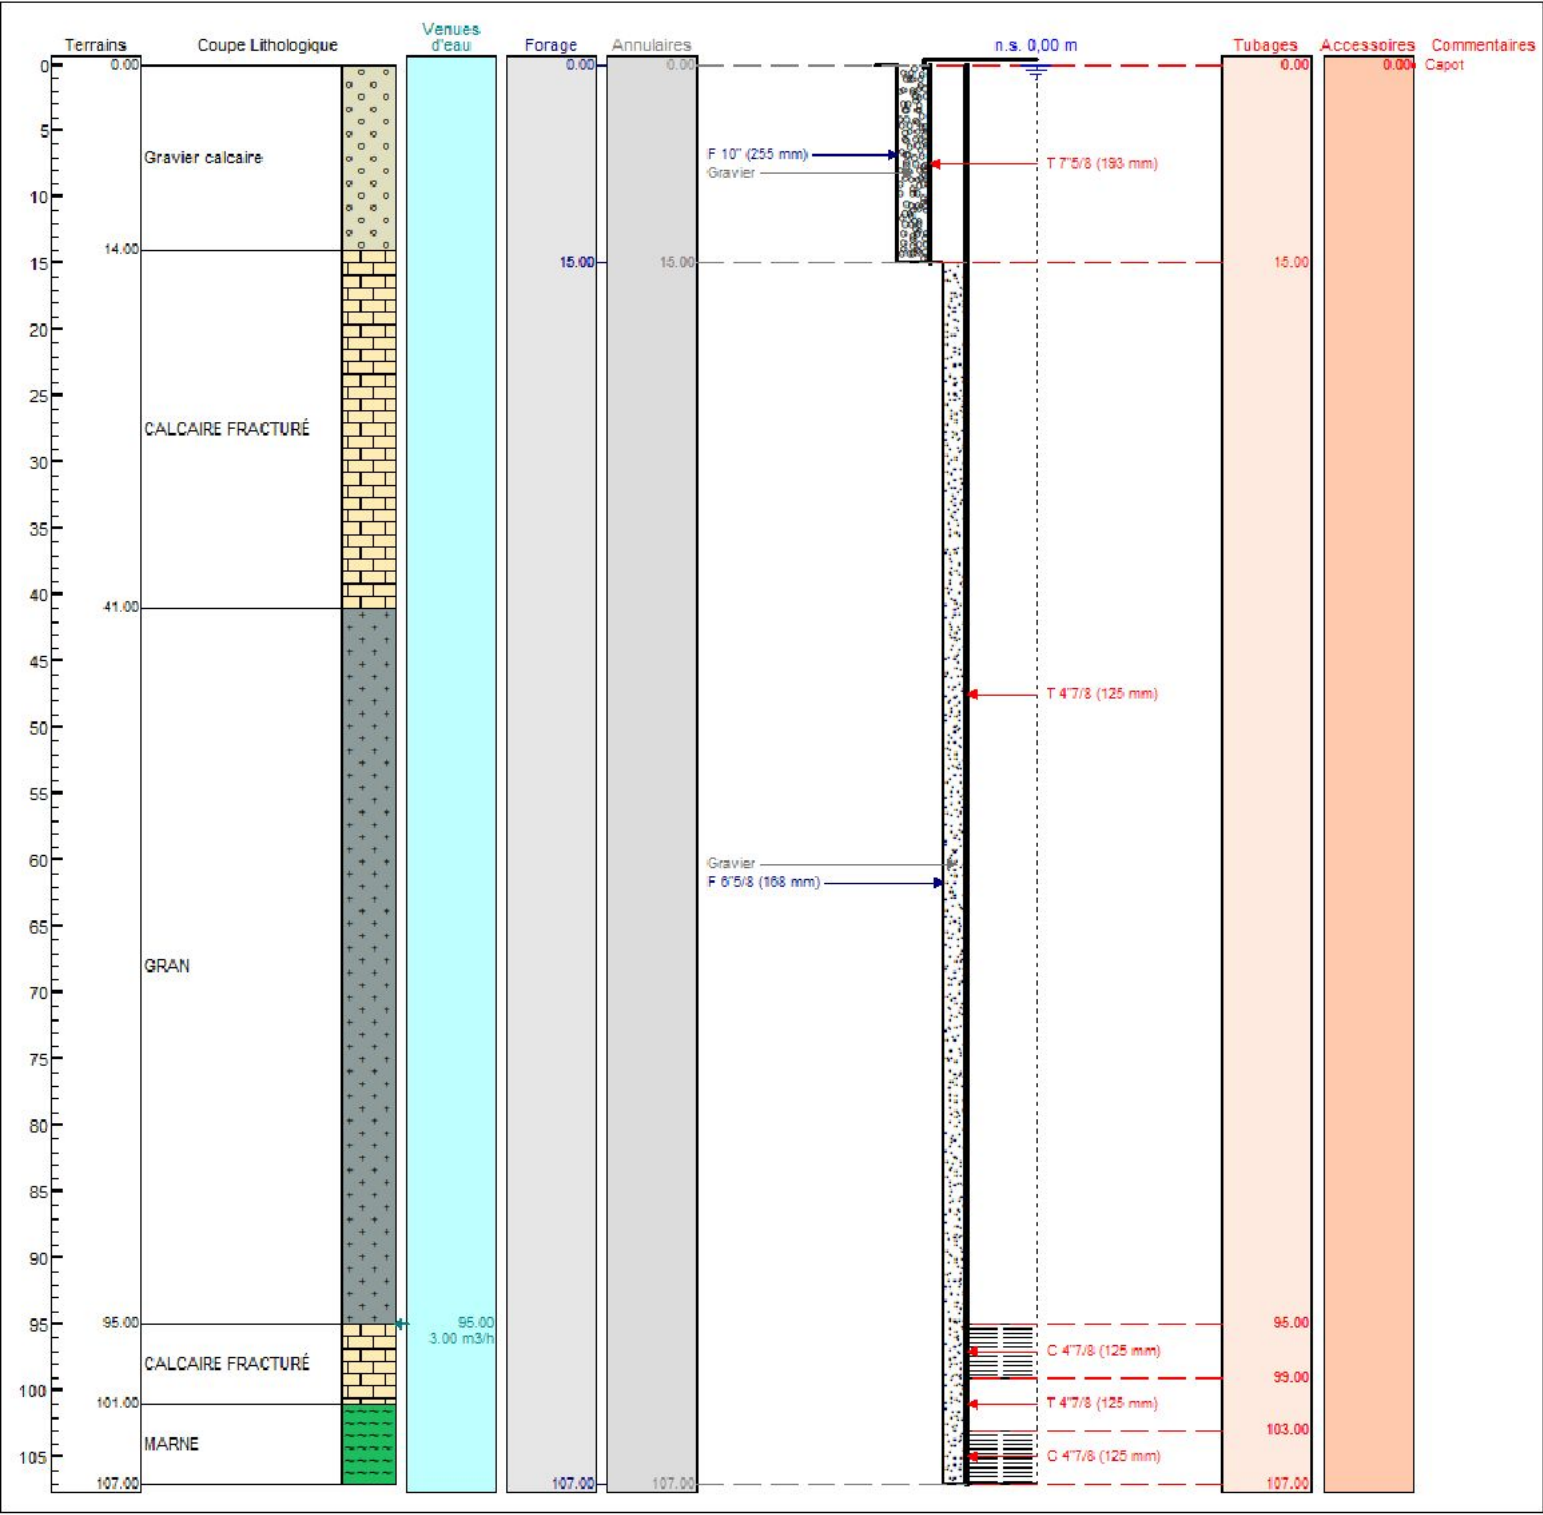 Terrains Coupe Lithologique Venues d'eau Forage Annulaires n.s. 0,00 m Tubages Accessoires Commentaires
0 0.00 0.00 0.00 0.00 0.00 Capot
5
Gravier calcaire F 10" (255 mm) T 7"5/8 (193 mm)
Gravier
10
14.00
15 15.00 15.00 15.00
20
25
CALCAIRE FRACTURÉ
30
35
40
41.00
45
T 4"7/8 (125 mm)
50
55
60 Gravier
F 6"5/8 (168 mm)
65
GRAN
70
75
80
85
90
95 95.00 95.00 95.00
3.00 m3/h
CALCAIRE FRACTURÉ C 4"7/8 (125 mm)
99.00
100
101.00 T 4"7/8 (125 mm)
103.00
MARNE
105 C 4"7/8 (125 mm)
107.00 107.00 107.00 107.00